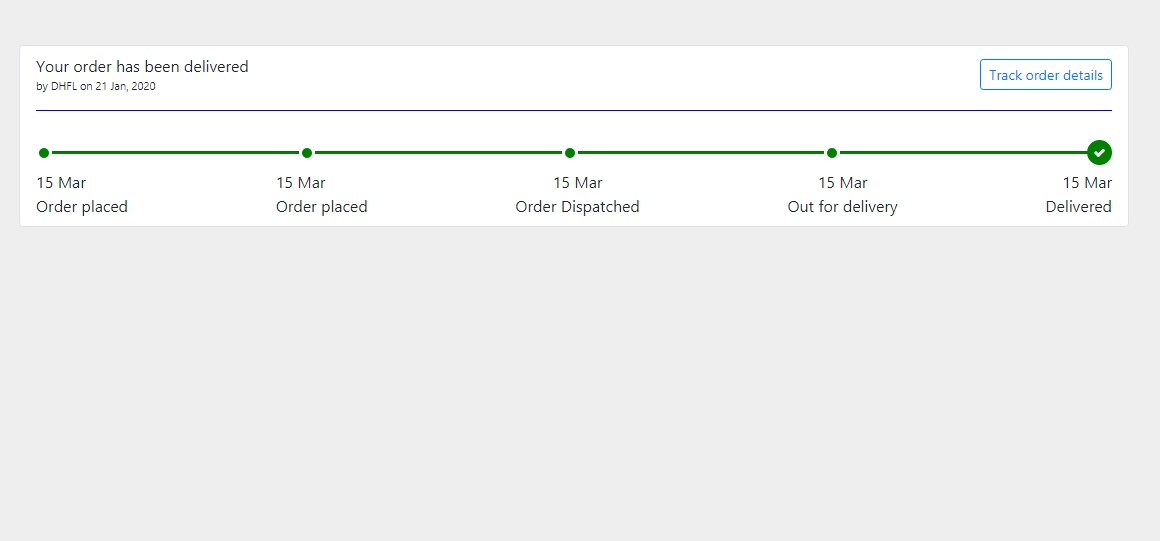 Your order has been delivered
by DHFL on 21 Jan, 2020
Track order details
15 Mar
Order placed
15 Mar
Order placed
15 Mar
Order Dispatched
15 Mar
Out for delivery
15 Mar
Delivered